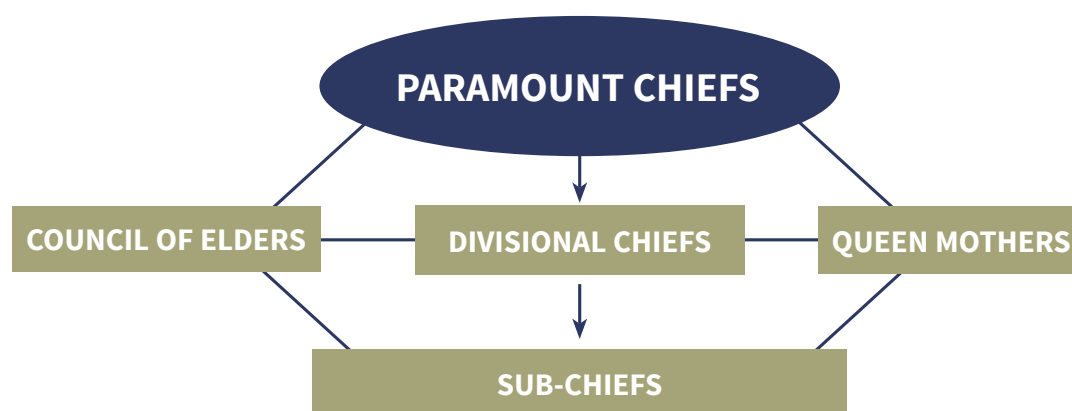 PARAMOUNT CHIEFS
COUNCIL OF ELDERS
DIVISIONAL CHIEFS
QUEEN MOTHERS
SUB-CHIEFS